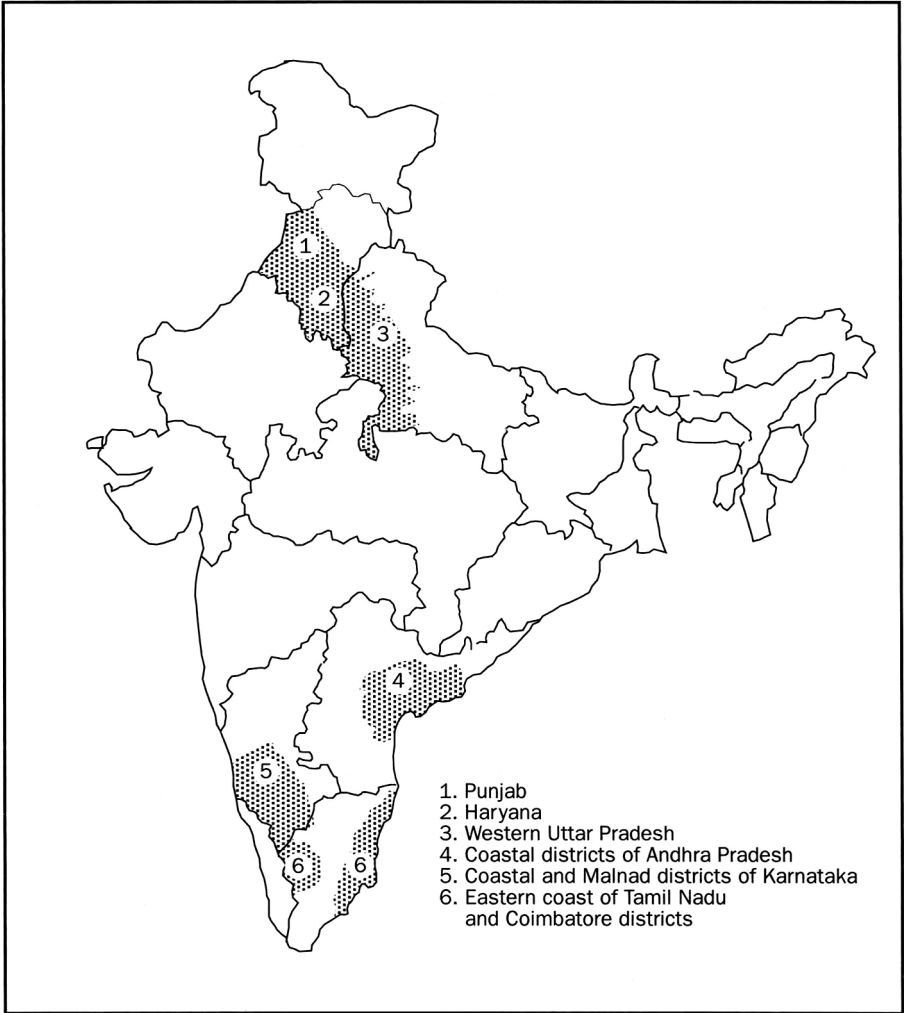 1
2
3
4
5
6
6
1. Punjab
2. Haryana
3. Western Uttar Pradesh
4. Coastal districts of Andhra Pradesh
5. Coastal and Malnad districts of Karnataka
6. Eastern coast of Tamil Nadu
and Coimbatore districts